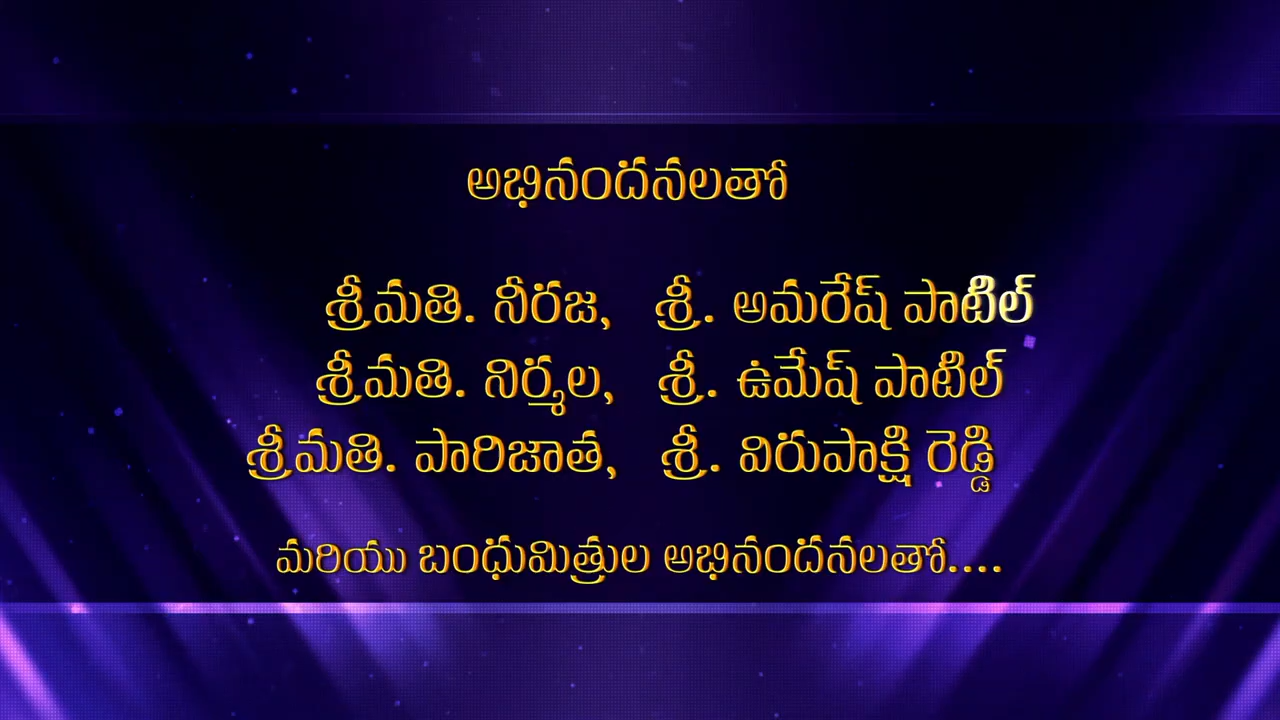 అభినందనలతో
శ్రీమతి. నీరజ, శ్రీ. అమరేష్ పాటిల్
శ్రీమతి. నిర్మల, శ్రీ. ఉమేష్ పాటిల్
శ్రీమతి. పారిజాత, శ్రీ. విరుపాక్షి రెడ్డి
మరియు బంధుమిత్రుల అభినందనలతో....